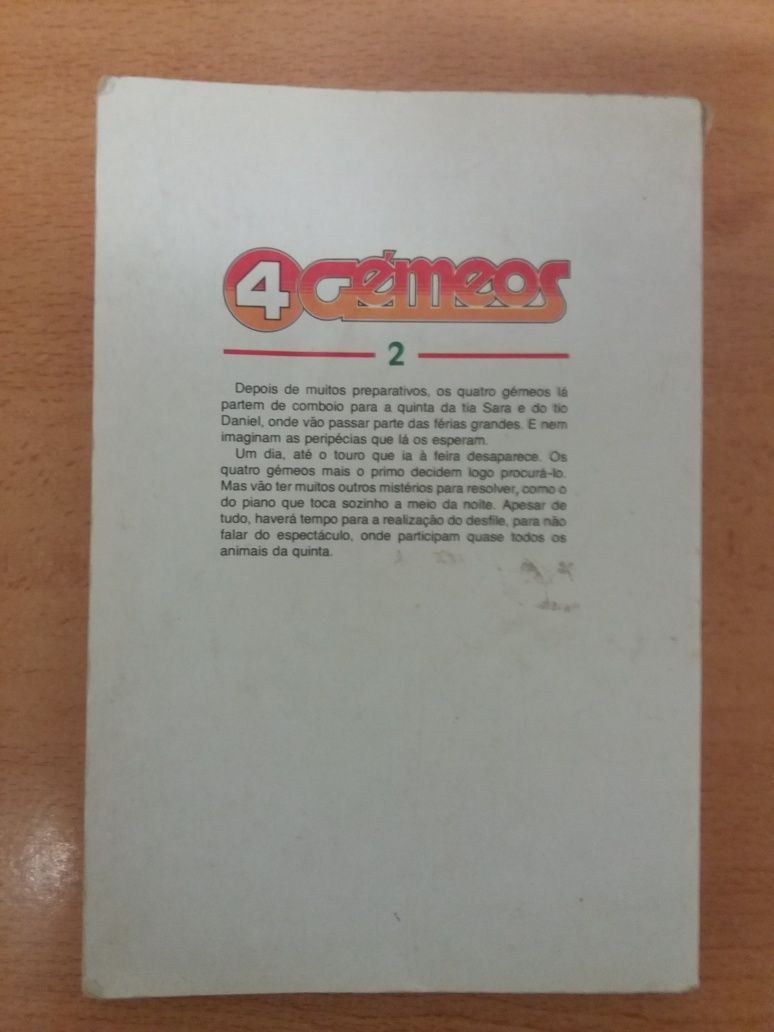 4 Gémeos
2
Depois de muitos preparativos, os quatro gémeos lá
partem de comboio para a quinta da tia Sara e do tio
Daniel, onde vão passar parte das férias grandes. E nem
imaginam as peripécias que lá os esperam.
Um dia, até o touro que ia à feira desaparece. Os
quatro gémeos mais o primo decidem logo procurá-lo.
Mas vão ter muitos outros mistérios para resolver, como o
do piano que toca sozinho a meio da noite. Apesar de
tudo, haverá tempo para a realização do desfile, para não
falar do espectáculo, onde participam quase todos os
animais da quinta.